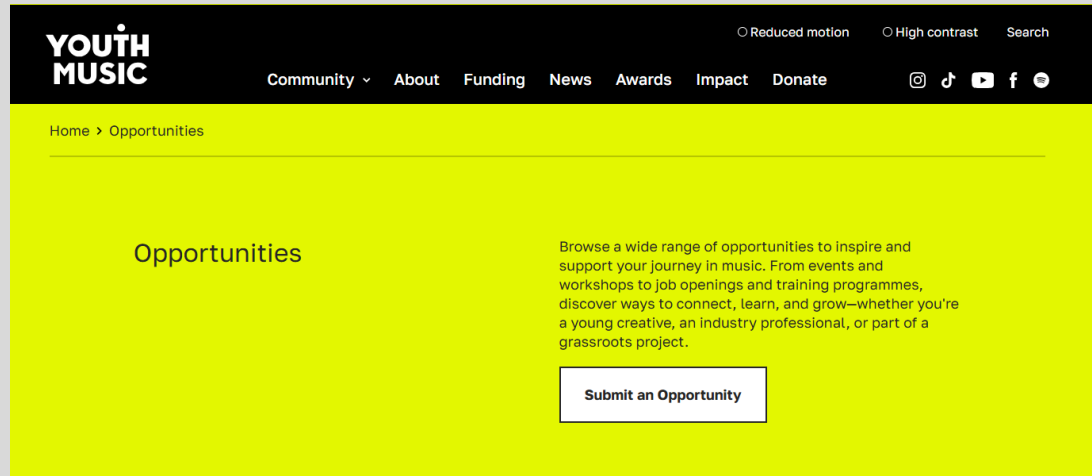 YOUTH
MUSIC
Reduced motion
High contrast
Search
Community
About
Funding
News
Awards
Impact
Donate
Home > Opportunities
Opportunities
Browse a wide range of opportunities to inspire and
support your journey in music. From events and
workshops to job openings and training programmes,
discover ways to connect, learn, and grow—whether you're
a young creative, an industry professional, or part of a
grassroots project.
Submit an Opportunity